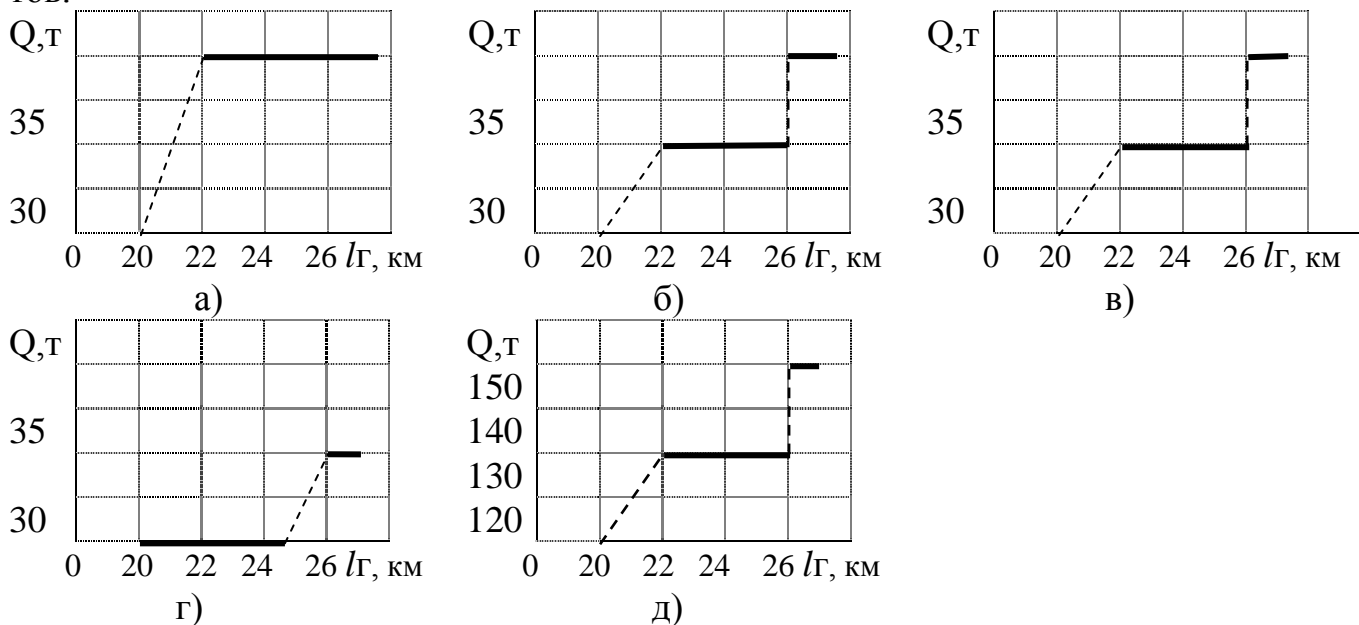 тов.
Q,т Q,т Q,т
35 35 35
30 30 30
0 20 22 24 26 lГ, км 0 20 22 24 26 lГ, км 0 20 22 24 26 lГ, км
а) б) в)
Q,т Q,т
150
35 140
130
30 120
0 20 22 24 26 lГ, км 0 20 22 24 26 lГ, км
г) д)